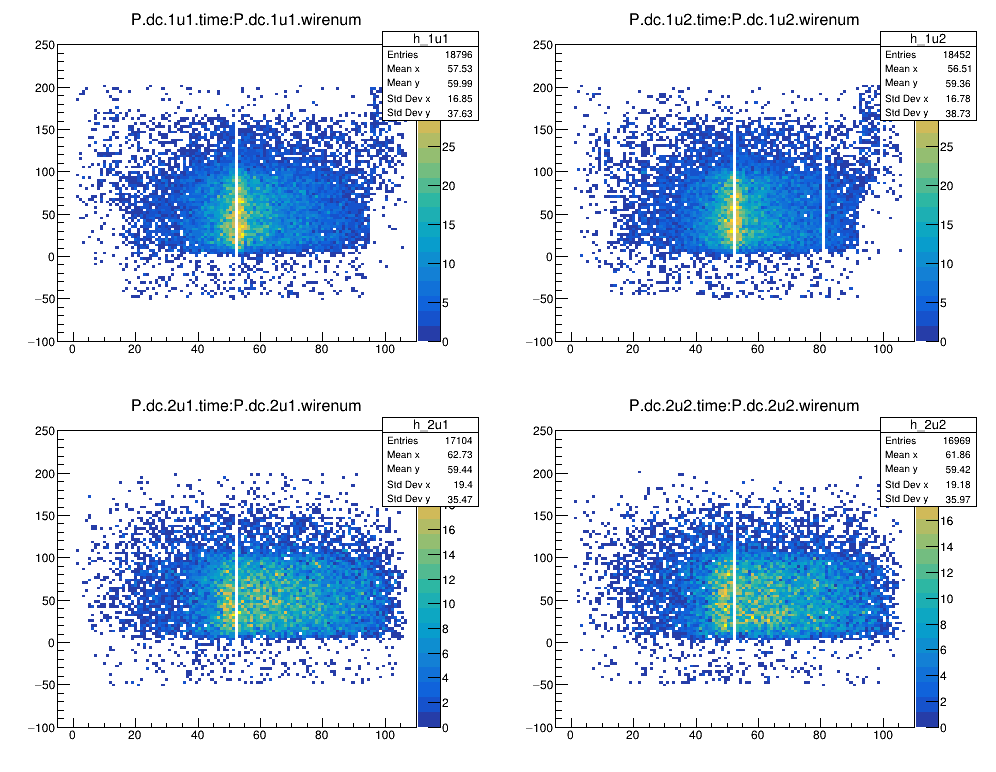 P.dc.1u1.time:P.dc.1u1.wirenum
h_1u1
Entries 18796
Mean x 57.53
Mean y 59.99
Std Dev x 16.85
Std Dev y 37.63
250
200
150
100
50
0
−50
−100
0 20 40 60 80 100
25
20
15
10
5
0
P.dc.1u2.time:P.dc.1u2.wirenum
h_1u2
Entries 18452
Mean x 56.51
Mean y 59.36
Std Dev x 16.78
Std Dev y 38.73
250
200
150
100
50
0
−50
−100
0 20 40 60 80 100
25
20
15
10
5
0
P.dc.2u1.time:P.dc.2u1.wirenum
h_2u1
Entries 17104
Mean x 62.73
Mean y 59.44
Std Dev x 19.4
Std Dev y 35.47
250
200
150
100
50
0
−50
−100
0 20 40 60 80 100
16
14
12
10
8
6
4
2
0
P.dc.2u2.time:P.dc.2u2.wirenum
h_2u2
Entries 16969
Mean x 61.86
Mean y 59.42
Std Dev x 19.18
Std Dev y 35.97
250
200
150
100
50
0
−50
−100
0 20 40 60 80 100
16
14
12
10
8
6
4
2
0